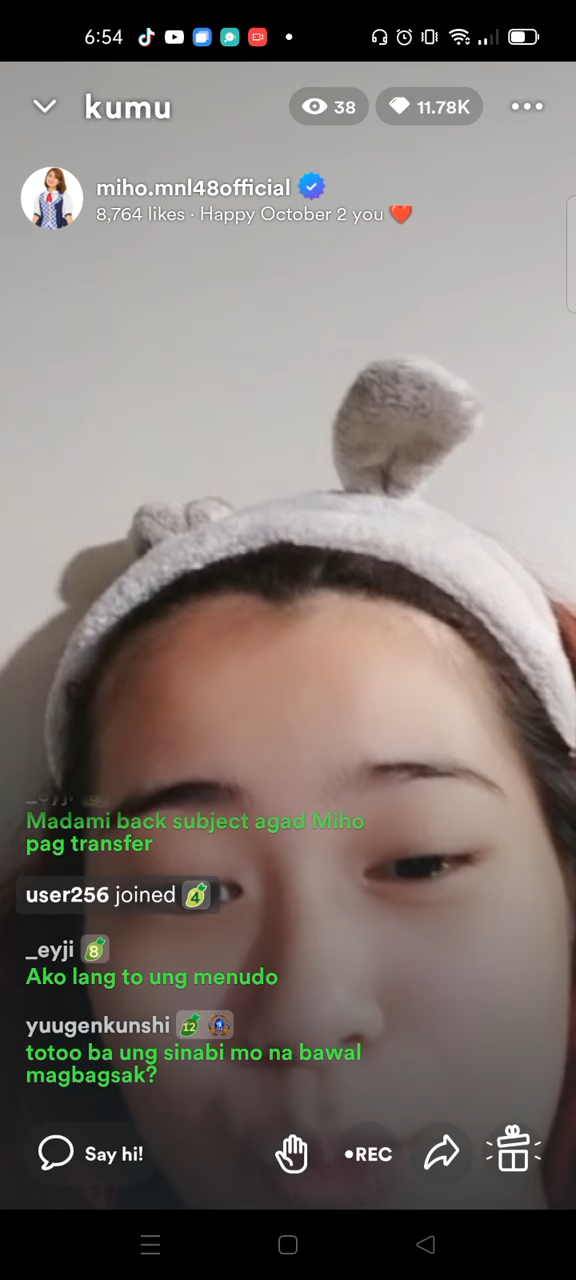 6:54
kumu
38
11.78K
miho.mnl48official
8,764 likes · Happy October 2 you ❤️
_eyji
Madami back subject agad Miho
pag transfer
user256 joined 4
_eyji 8
Ako lang to ung menudo
yuugenkunshi 12
totoo ba ung sinabi mo na bawal
magbagsak?
Say hi!
•REC